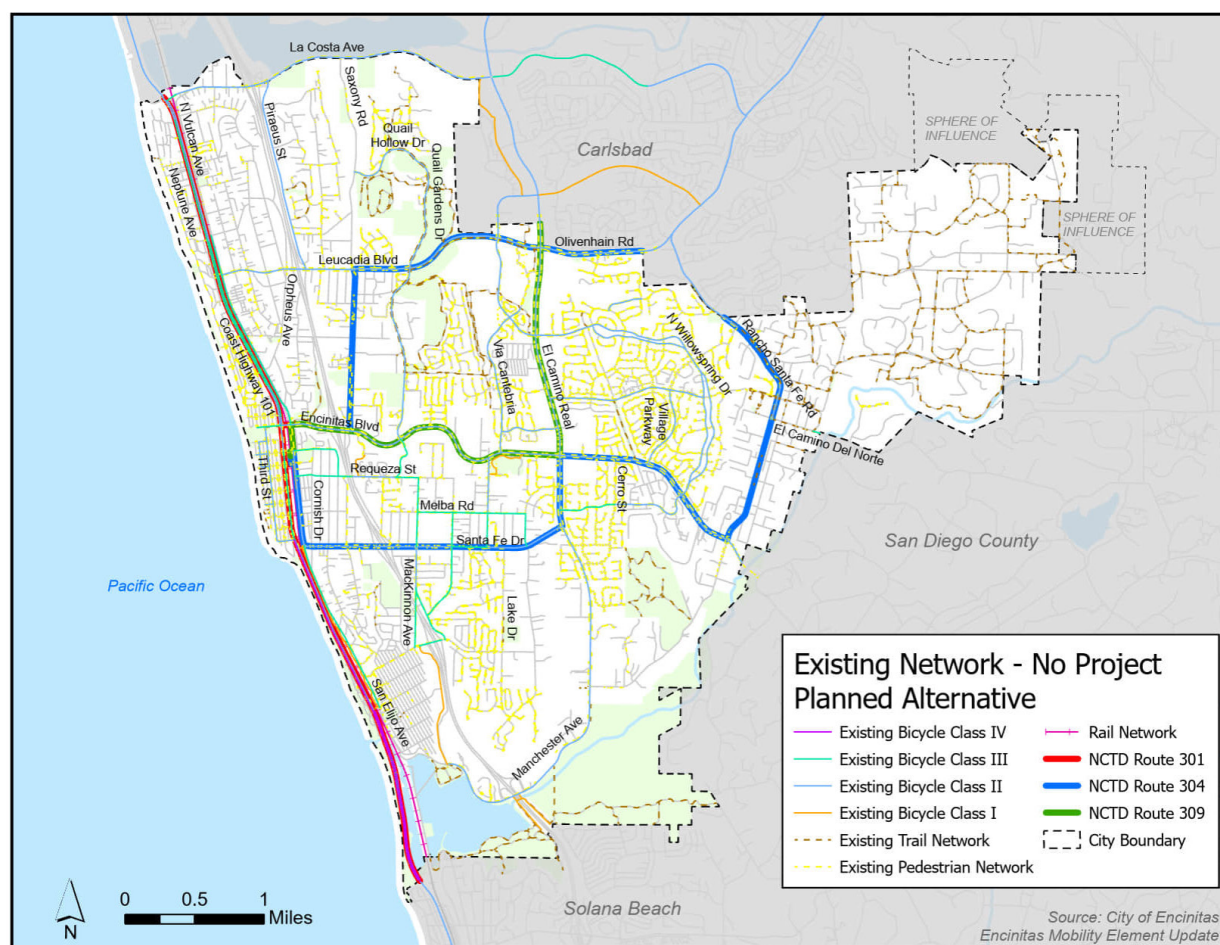 La Costa Ave
Saxony Rd
N Vulcan Ave
Piraeus St
Quail
Hollow Dr
Quail Gardens Dr
Neptune Ave
Carlsbad
SPHERE OF
INFLUENCE
SPHERE OF
INFLUENCE
Leucadia Blvd
Olivenhain Rd
Orpheus Ave
Coast Highway 101
Via Cantebria
El Camino Real
N Willowspring Dr
Rancho Santa Fe Rd
Village
Parkway
Encinitas Blvd
El Camino Del Norte
Third St
Requeza St
Cerro St
Cornish Dr
Melba Rd
Santa Fe Dr
San Diego County
Pacific Ocean
MacKinnon Ave
Lake Dr
San Elijo Ave
Manchester Ave
Solana Beach
Existing Network - No Project
Planned Alternative
Existing Bicycle Class IV
Existing Bicycle Class III
Existing Bicycle Class II
Existing Bicycle Class I
Existing Trail Network
Existing Pedestrian Network
Rail Network
NCTD Route 301
NCTD Route 304
NCTD Route 309
City Boundary
N
0 0.5 1
Miles
Source: City of Encinitas
Encinitas Mobility Element Update